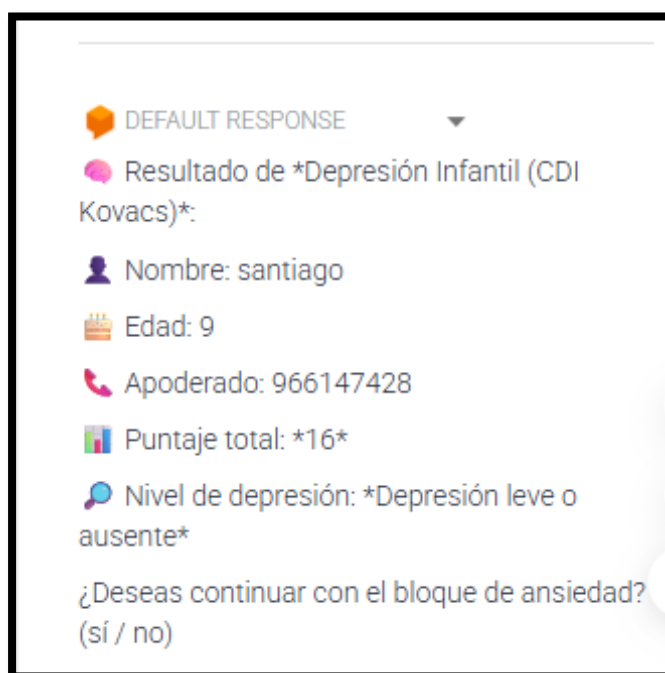 DEFAULT RESPONSE
Resultado de *Depresión Infantil (CDI
Kovacs)*:
Nombre: santiago
Edad: 9
Apoderado: 966147428
Puntaje total: *16*
Nivel de depresión: *Depresión leve o
ausente*
¿Deseas continuar con el bloque de ansiedad?
(sí / no)